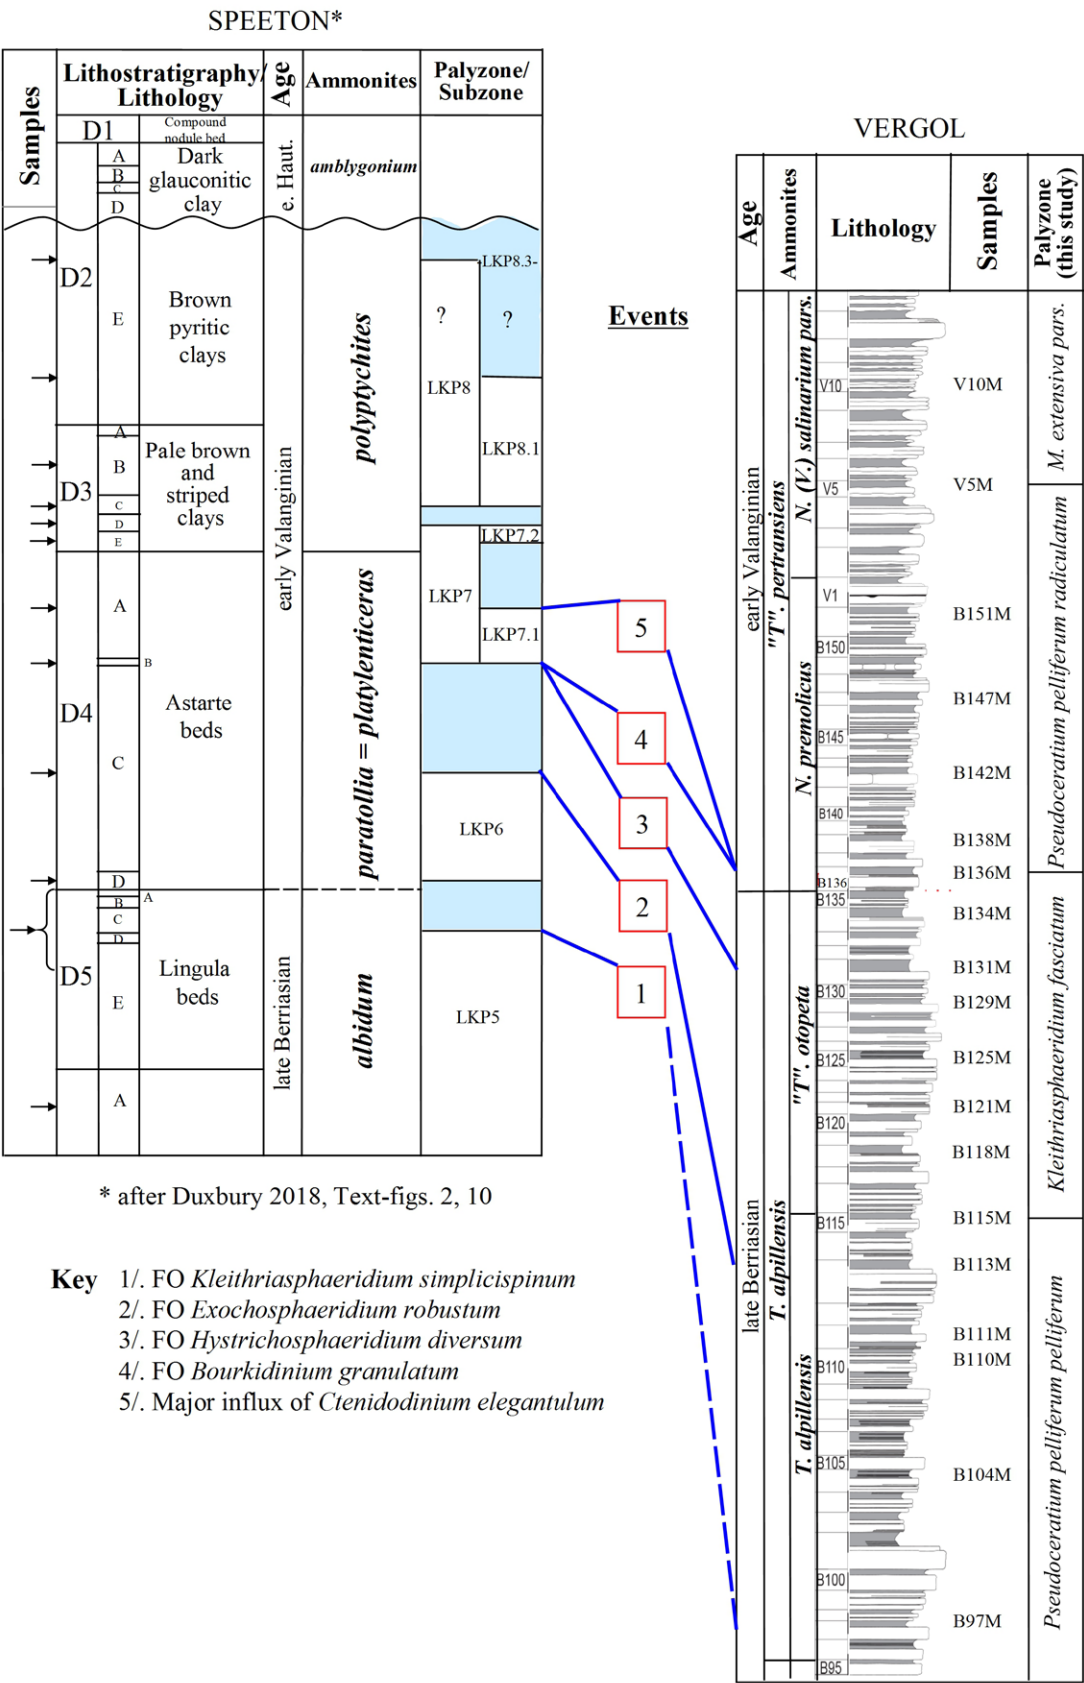 SPEETON*
Samples
Lithostratigraphy/
Lithology
Age
Ammonites
Palyzone/
Subzone
D1
Compound
nodule bed
A
B
C
D
Dark
glauconitic
clay
e. Haut.
amblygonium
D2
E
Brown
pyritic
clays
polyptychites
LKP8.3-
?
?
LKP8
LKP8.1
D3
A
B
C
D
E
Pale brown
and
striped
clays
early Valanginian
LKP7.2
LKP7
LKP7.1
D4
A
B
C
D
Astarte
beds
paratollia = platylenticeras
LKP6
D5
A
B
C
D
E
A
Lingula
beds
late Berriasian
albidum
LKP5
* after Duxbury 2018, Text-figs. 2, 10
Events
5
4
3
2
1
Key
1/. FO Kleithriasphaeridium simplicispinum
2/. FO Exochosphaeridium robustum
3/. FO Hystrichosphaeridium diversum
4/. FO Bourkidinium granulatum
5/. Major influx of Ctenidodinium elegantulum
VERGOL
Age
Ammonites
Lithology
Samples
Palyzone
(this study)
early Valanginian
late Berriasian
"T". pertransiens
T. alpillensis
N. (V.) salinarium pars.
N. premolicus
"T". otopeta
T. alpillensis
V10
V5
V1
B150
B145
B140
B136
B135
B130
B125
B120
B115
B110
B105
B100
B95
V10M
V5M
B151M
B147M
B142M
B138M
B136M
B134M
B131M
B129M
B125M
B121M
B118M
B115M
B113M
B111M
B110M
B104M
B97M
M. extensiva pars.
Pseudoceratium pelliferum radiculatum
Kleithriasphaeridium fasciatum
Pseudoceratium pelliferum pelliferum